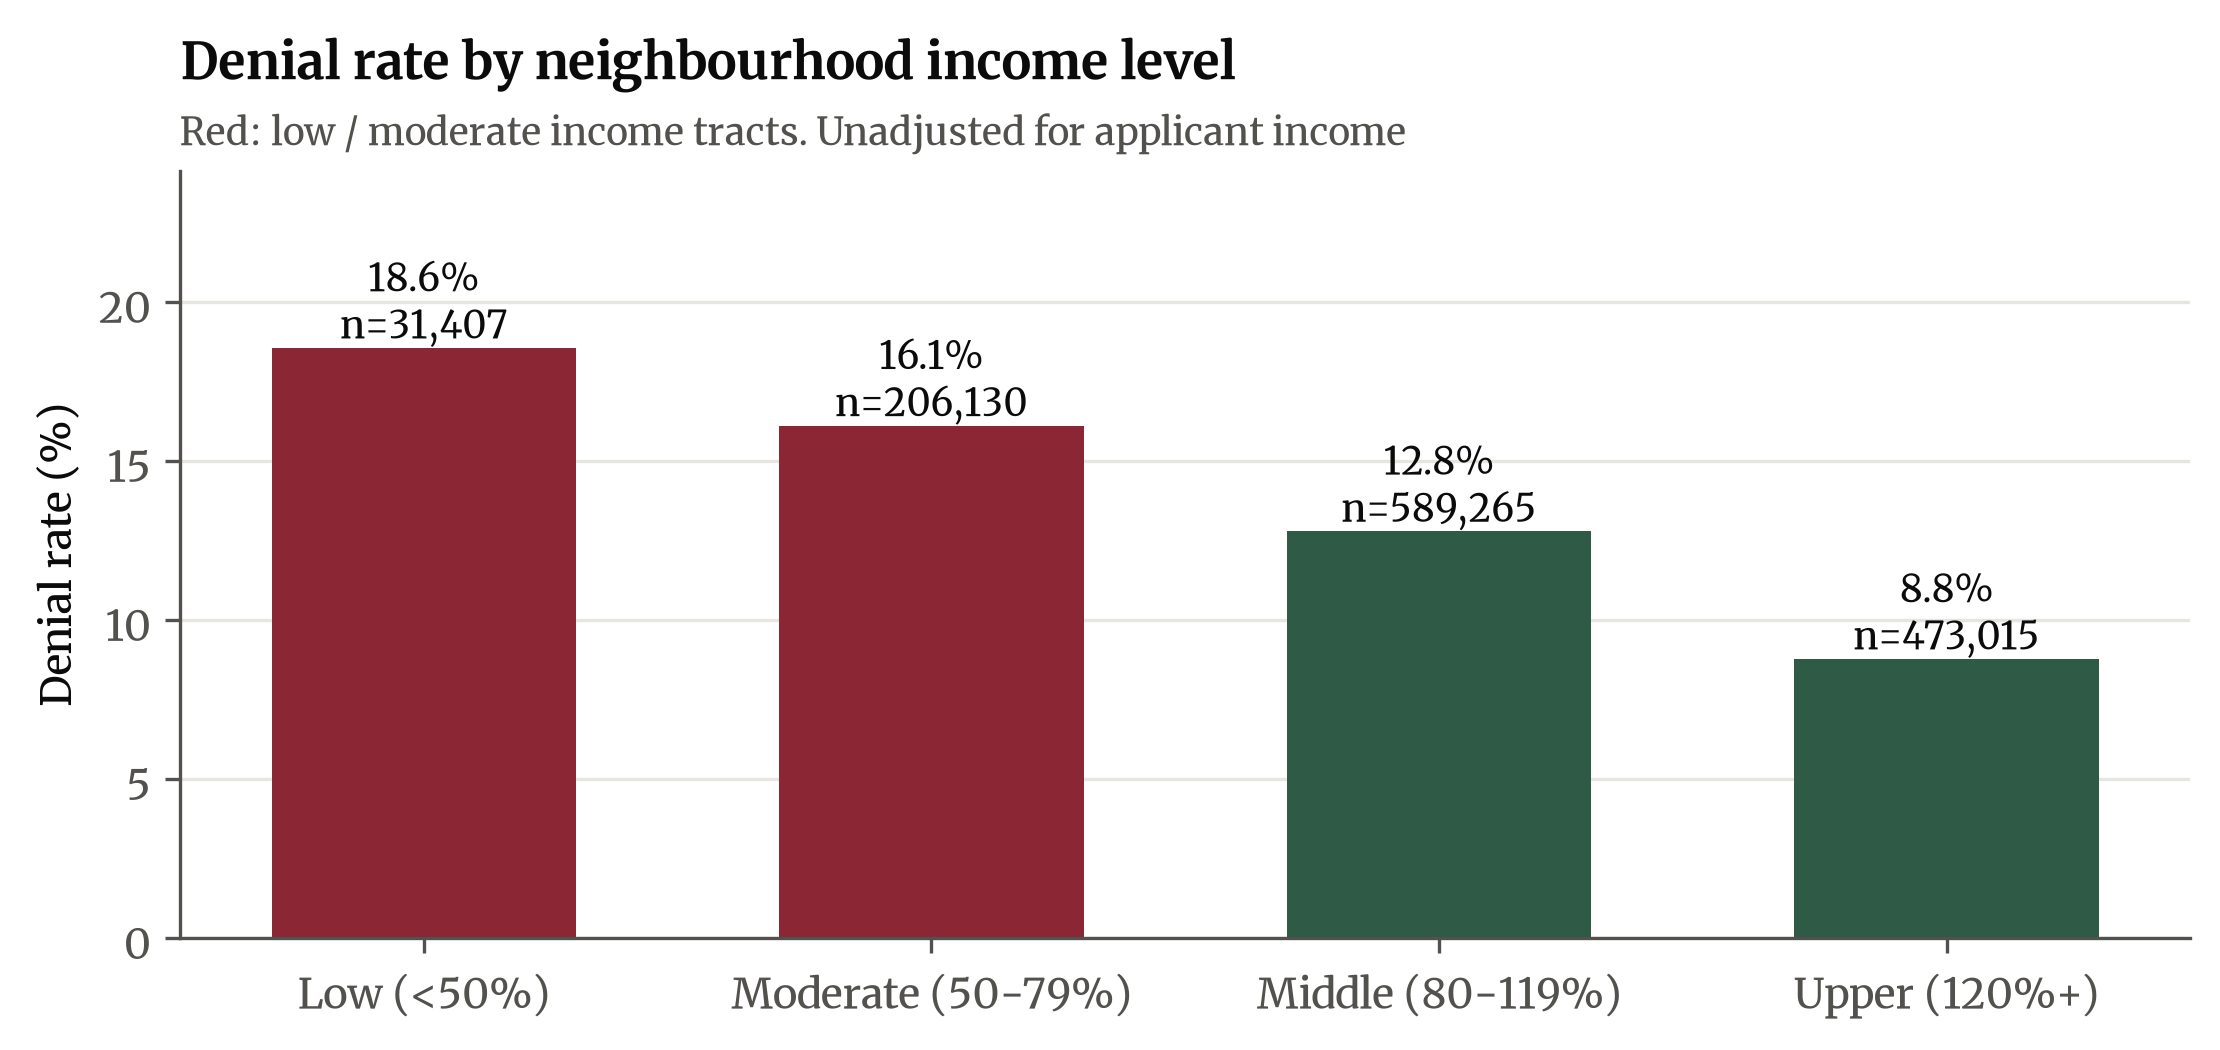 Denial rate by neighbourhood income level
Red: low / moderate income tracts. Unadjusted for applicant income
Denial rate (%)
20
15
10
5
0
18.6%
n=31,407
16.1%
n=206,130
12.8%
n=589,265
8.8%
n=473,015
Low (<50%)
Moderate (50-79%)
Middle (80-119%)
Upper (120%+)